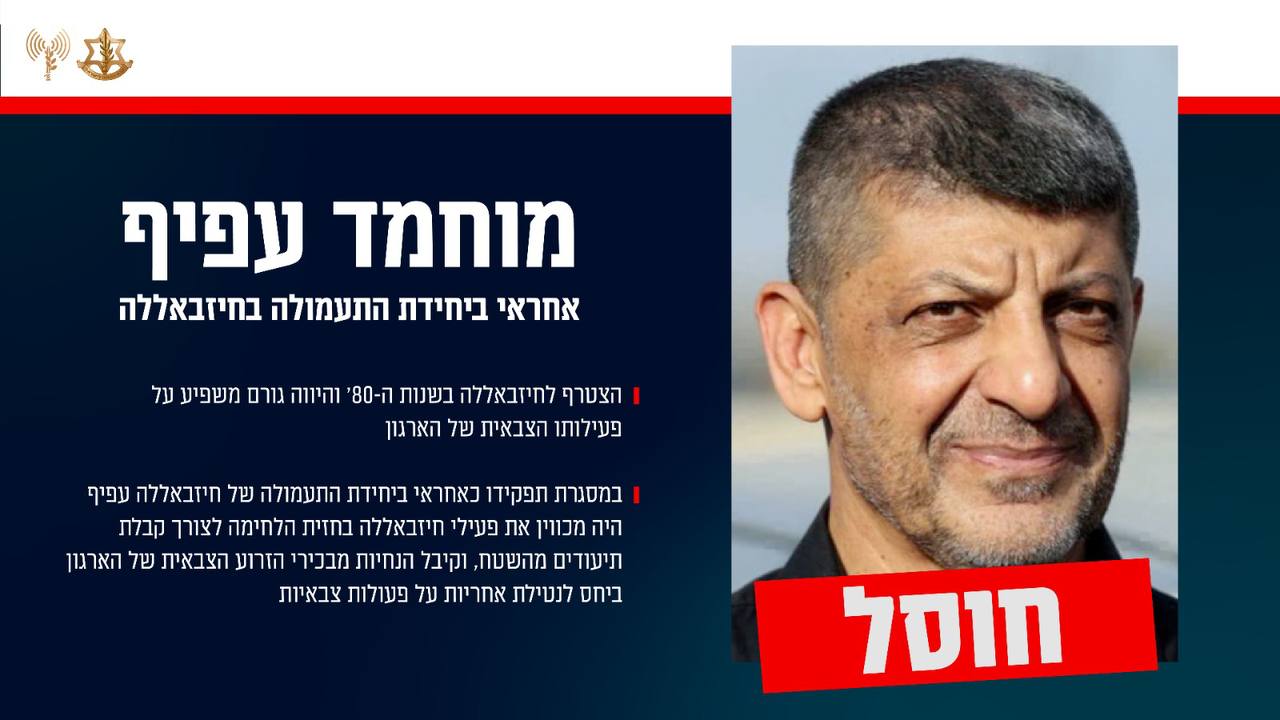 מוחמד עפיף
אחראי ביחידת התעמולה בחיזבאללה
הצטרף לחיזבאללה בשנות ה-80' והיווה גורם משפיע על
פעילותו הצבאית של הארגון
במסגרת תפקידו כאחראי ביחידת התעמולה של חיזבאללה עפיף
היה מכווין את פעילי חיזבאללה בחזית הלחימה לצורך קבלת
תיעודים מהשטח, וקיבל הנחיות מבכירי הזרוע הצבאית של הארגון
ביחס לנטילת אחריות על פעולות צבאיות
חוסל